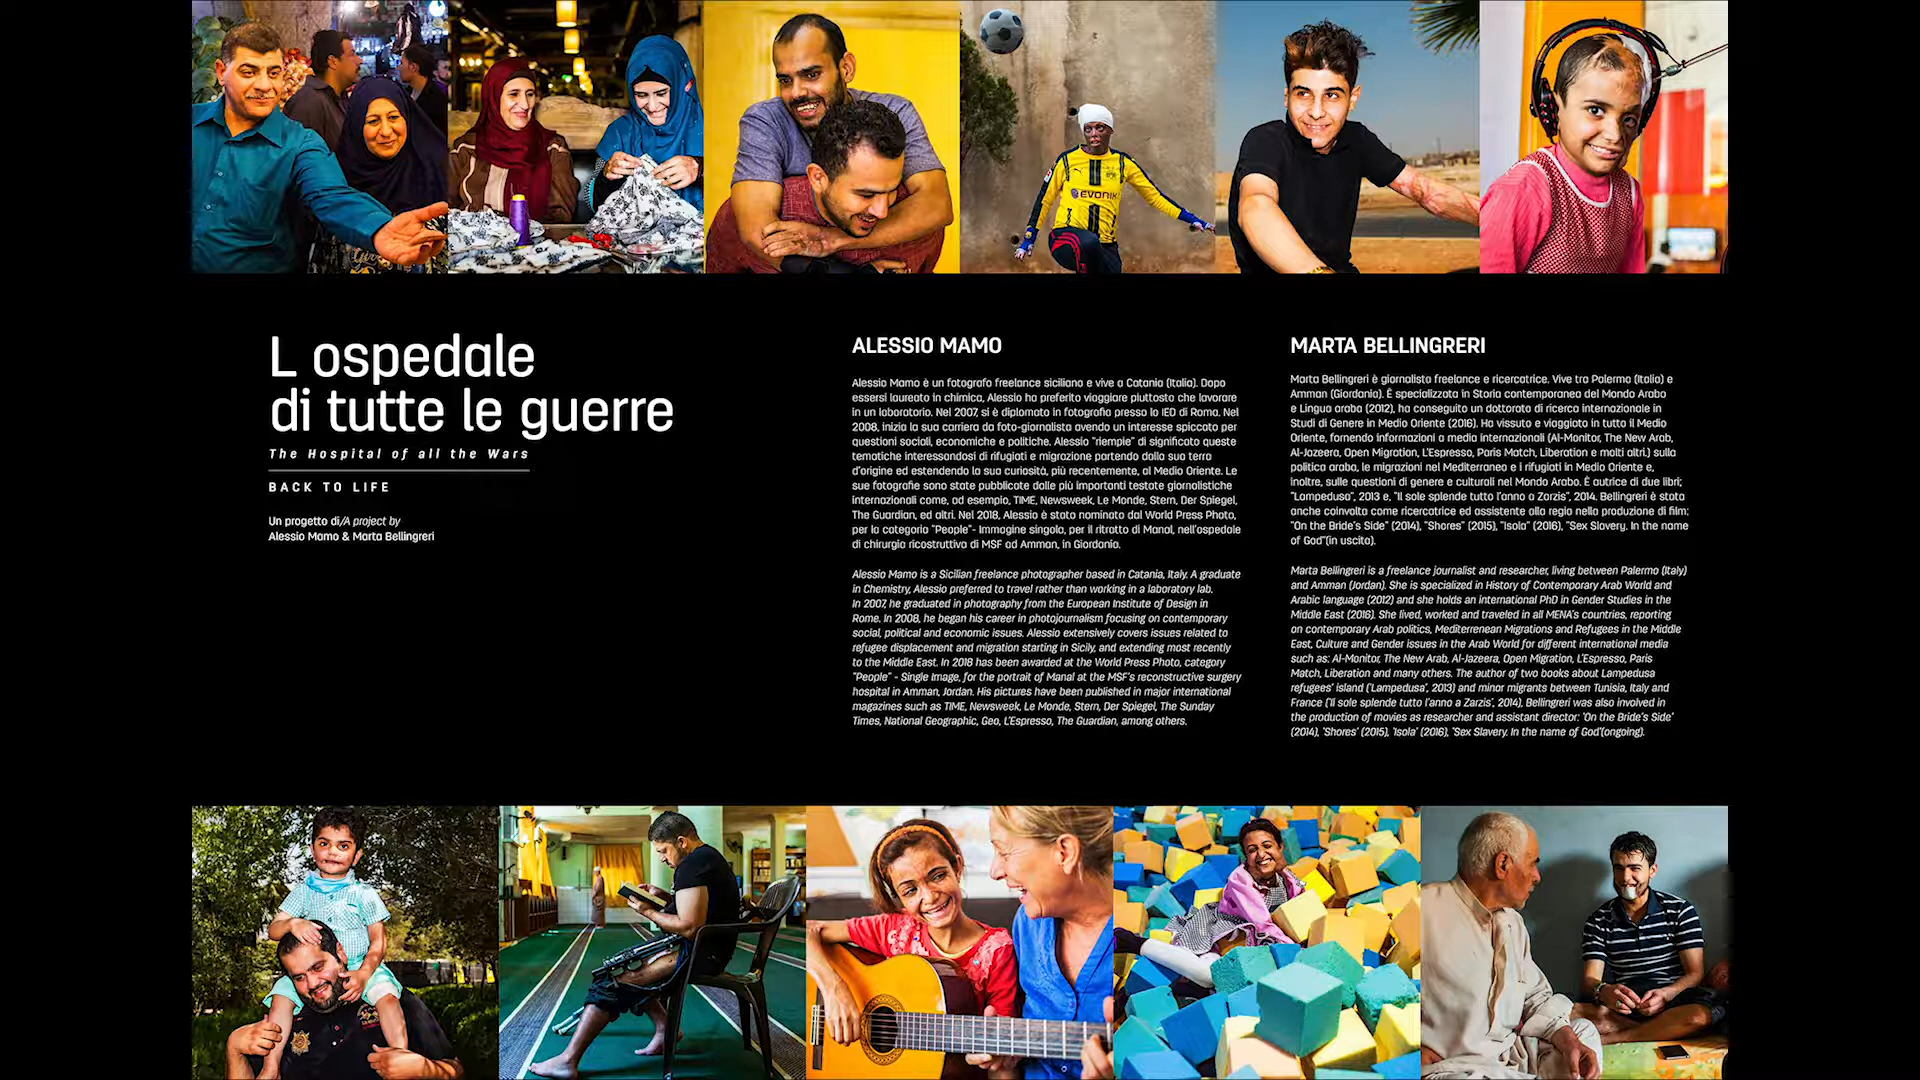 EVONIK
L ospedale
di tutte le guerre
The Hospital of all the Wars
BACK TO LIFE
Un progetto di/A project by
Alessio Mamo & Marta Bellingreri
ALESSIO MAMO
Alessio Mamo è un fotografo freelance siciliano e vive a Catania (Italia). Dopo
essersi laureato in chimica, Alessio ha preferito viaggiare piuttosto che lavorare
in un laboratorio. Nel 2007, si è diplomato in fotografia presso lo IED di Roma. Nel
2008, inizia la sua carriera da foto-giornalista avendo un interesse spiccato per
questioni sociali, economiche e politiche. Alessio "riempie" di significato queste
tematiche interessandosi di rifugiati e migrazione partendo dalla sua terra
d'origine ed estendendo la sua curiosità, più recentemente, al Medio Oriente. Le
sue fotografie sono state pubblicate dalle più importanti testate giornalistiche
internazionali come, ad esempio, TIME, Newsweek, Le Monde, Stern, Der Spiegel,
The Guardian, ed altri. Nel 2018, Alessio è stato nominato dal World Press Photo,
per la categoria "People"- Immagine singola, per il ritratto di Manal, nell'ospedale
di chirurgia ricostruttiva di MSF ad Amman, in Giordania.
Alessio Mamo is a Sicilian freelance photographer based in Catania, Italy. A graduate
in Chemistry, Alessio preferred to travel rather than working in a laboratory lab.
In 2007, he graduated in photography from the European Institute of Design in
Rome. In 2008, he began his career in photojournalism focusing on contemporary
social, political and economic issues. Alessio extensively covers issues related to
refugee displacement and migration starting in Sicily, and extending most recently
to the Middle East. In 2018 has been awarded at the World Press Photo, category
"People" - Single Image, for the portrait of Manal at the MSF's reconstructive surgery
hospital in Amman, Jordan. His pictures have been published in major international
magazines such as TIME, Newsweek, Le Monde, Stern, Der Spiegel, The Sunday
Times, National Geographic, Geo, L'Espresso, The Guardian, among others.
MARTA BELLINGRERI
Marta Bellingreri è giornalista freelance e ricercatrice. Vive tra Palermo (Italia) e
Amman (Giordania). È specializzata in Storia contemporanea del Mondo Arabo
e Lingua araba (2012), ha conseguito un dottorato di ricerca internazionale in
Studi di Genere in Medio Oriente (2016). Ha vissuto e viaggiato in tutto il Medio
Oriente, fornendo informazioni a media internazionali (Al-Monitor, The New Arab,
Al-Jazeera, Open Migration, L'Espresso, Paris Match, Liberation e molti altri.) sulla
politica araba, le migrazioni nel Mediterraneo e i rifugiati in Medio Oriente e,
inoltre, sulle questioni di genere e culturali nel Mondo Arabo. È autrice di due libri;
"Lampedusa", 2013 e, "Il sole splende tutto l'anno a Zarzis", 2014. Bellingreri è stata
anche coinvolta come ricercatrice ed assistente alla regia nella produzione di film:
"On the Bride's Side" (2014), "Shores" (2015), "Isola" (2016), "Sex Slavery. In the name
of God"(in uscita).
Marta Bellingreri is a freelance journalist and researcher, living between Palermo (Italy)
and Amman (Jordan). She is specialized in History of Contemporary Arab World and
Arabic language (2012) and she holds an international PhD in Gender Studies in the
Middle East (2016). She lived, worked and traveled in all MENA's countries, reporting
on contemporary Arab politics, Mediterrenean Migrations and Refugees in the Middle
East, Culture and Gender issues in the Arab World for different international media
such as: Al-Monitor, The New Arab, Al-Jazeera, Open Migration, L'Espresso, Paris
Match, Liberation and many others. The author of two books about Lampedusa
refugees' island ('Lampedusa', 2013) and minor migrants between Tunisia, Italy and
France ('Il sole splende tutto l'anno a Zarzis', 2014), Bellingreri was also involved in
the production of movies as researcher and assistant director: 'On the Bride's Side'
(2014), 'Shores' (2015), 'Isola' (2016), 'Sex Slavery. In the name of God'(ongoing).